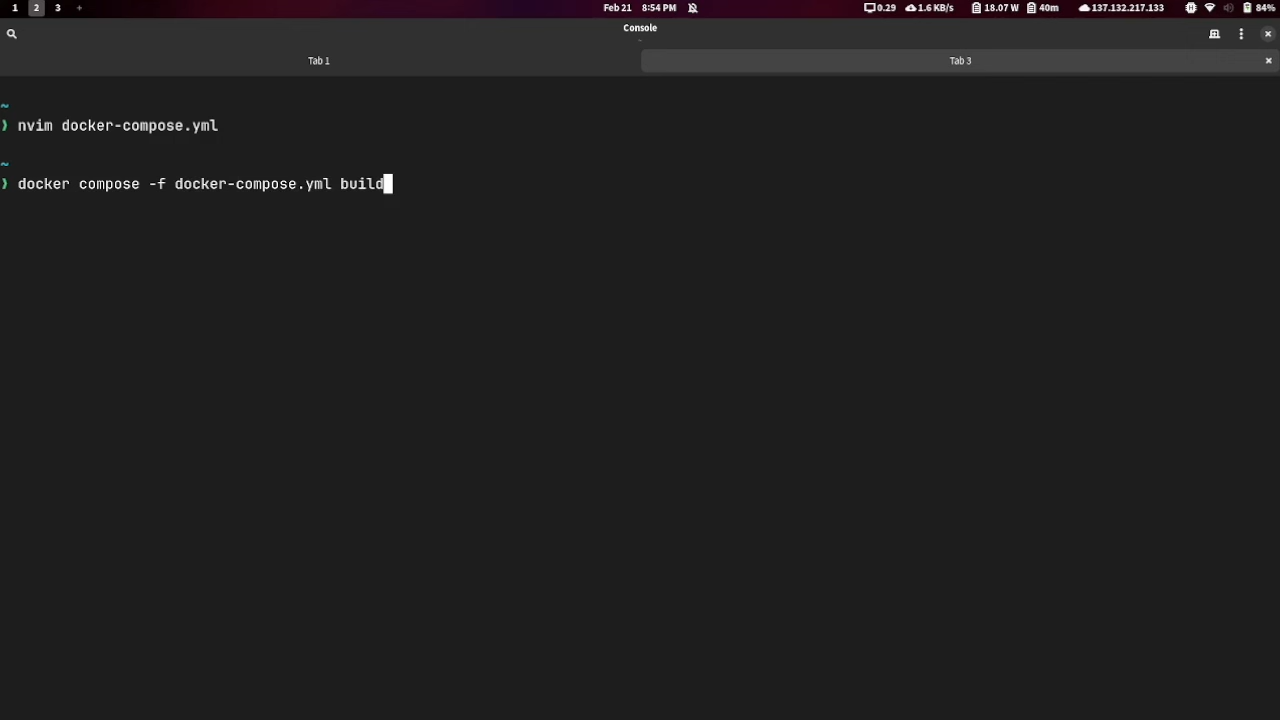 1 2 3 + Feb 21 8:54 PM 0.29 1.6 KB/s 18.07 W 40m 137.132.217.133 84%
Console
~
Tab 1 Tab 3
~
❯ nvim docker-compose.yml
~
❯ docker compose -f docker-compose.yml build